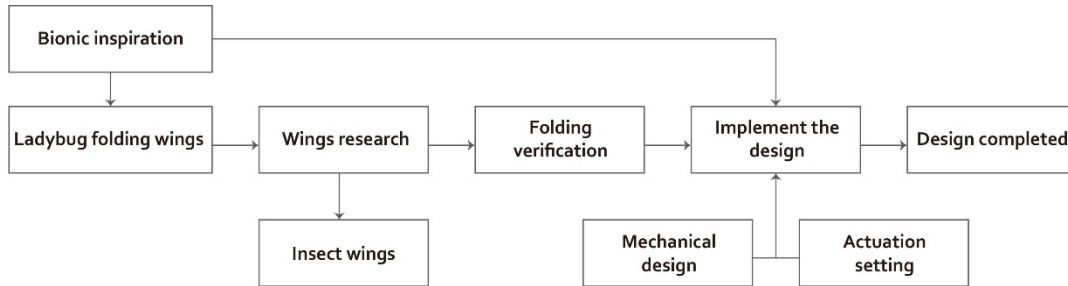 Bionic inspiration
Ladybug folding wings
Wings research
Folding
verification
Implement the
design
Design completed
Insect wings
Mechanical
design
Actuation
setting